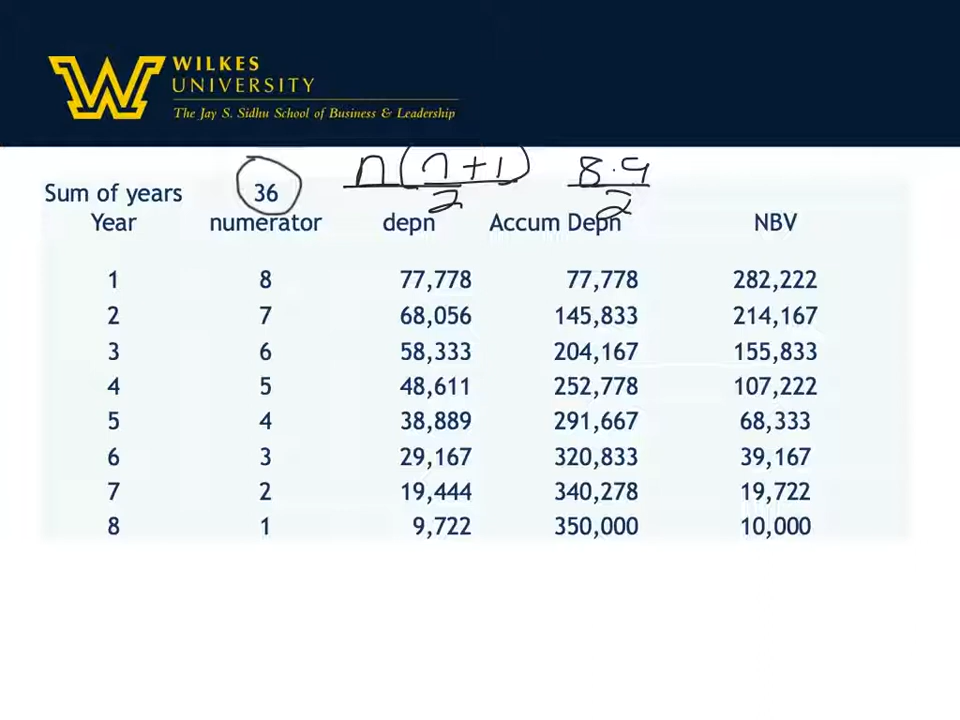 WILKES
UNIVERSITY
The Jay S. Sidhu School of Business & Leadership
n(n+1) 8.9
2 2
Sum of years 36
Year numerator depn Accum Depn NBV
1 8 77,778 77,778 282,222
2 7 68,056 145,833 214,167
3 6 58,333 204,167 155,833
4 5 48,611 252,778 107,222
5 4 38,889 291,667 68,333
6 3 29,167 320,833 39,167
7 2 19,444 340,278 19,722
8 1 9,722 350,000 10,000